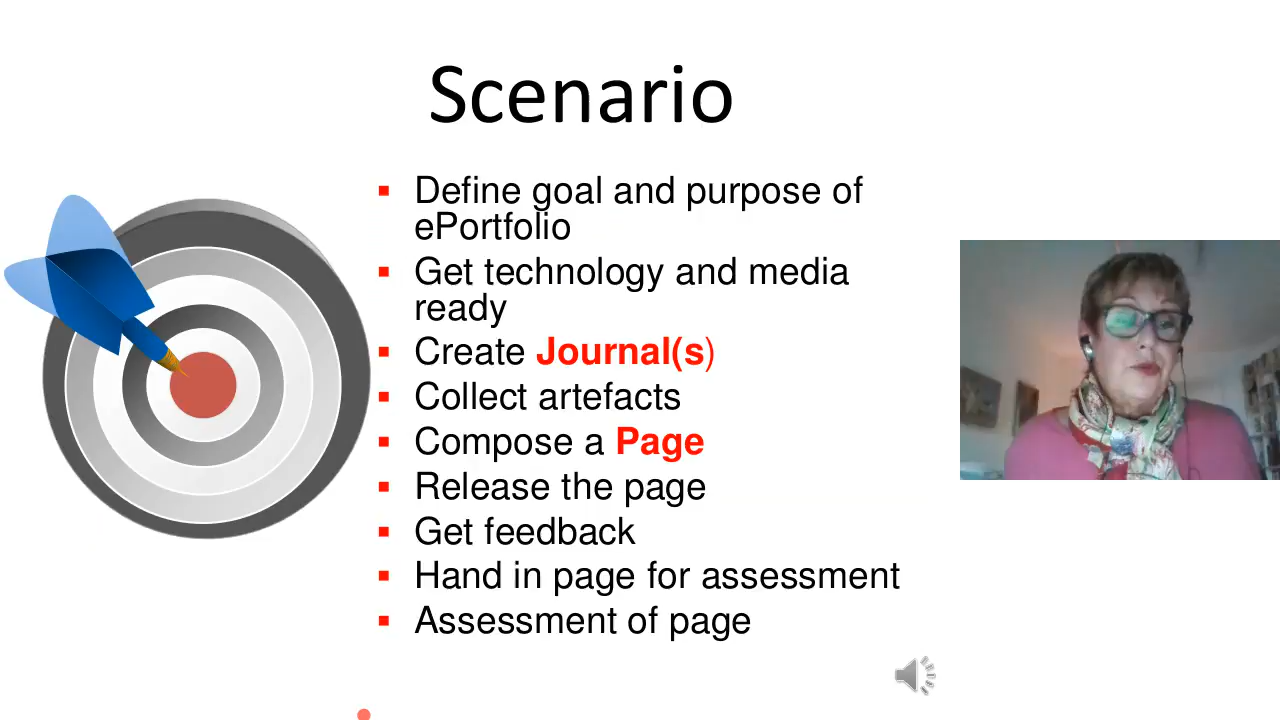 Scenario
Define goal and purpose of
ePortfolio
Get technology and media
ready
Create Journal(s)
Collect artefacts
Compose a Page
Release the page
Get feedback
Hand in page for assessment
Assessment of page